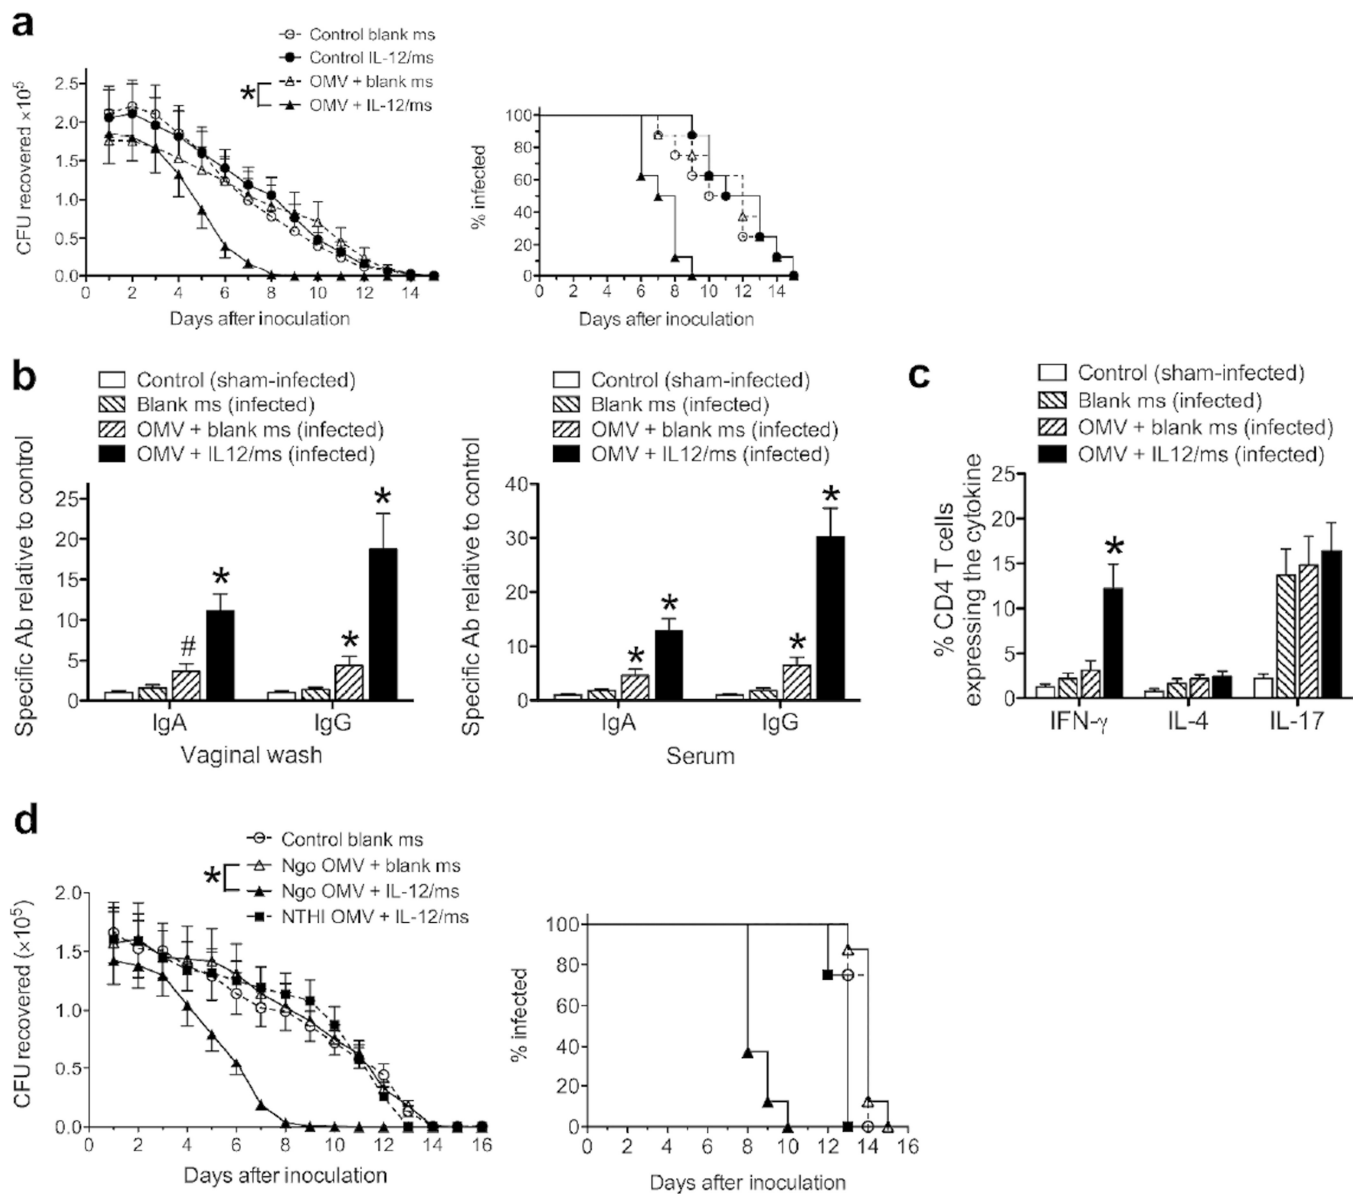 a
Control blank ms
Control IL-12/ms
OMV + blank ms
OMV + IL-12/ms
*
CFU recovered ×10⁵
2.5
2.0
1.5
1.0
0.5
0.0
0 2 4 6 8 10 12 14
Days after inoculation
% infected
100
80
60
40
20
0
0 2 4 6 8 10 12 14
Days after inoculation
b
Control (sham-infected)
Blank ms (infected)
OMV + blank ms (infected)
OMV + IL12/ms (infected)
Specific Ab relative to control
25
20
15
10
5
0
# * * *
IgA IgG
Vaginal wash
Control (sham-infected)
Blank ms (infected)
OMV + blank ms (infected)
OMV + IL12/ms (infected)
Specific Ab relative to control
40
30
20
10
0
* * * *
IgA IgG
Serum
c
Control (sham-infected)
Blank ms (infected)
OMV + blank ms (infected)
OMV + IL12/ms (infected)
% CD4 T cells
expressing the cytokine
25
20
15
10
5
0
*
IFN-γ IL-4 IL-17
d
Control blank ms
Ngo OMV + blank ms
Ngo OMV + IL-12/ms
NTHI OMV + IL-12/ms
*
CFU recovered (×10⁵)
2.0
1.5
1.0
0.5
0.0
0 2 4 6 8 10 12 14 16
Days after inoculation
% infected
100
80
60
40
20
0
0 2 4 6 8 10 12 14 16
Days after inoculation